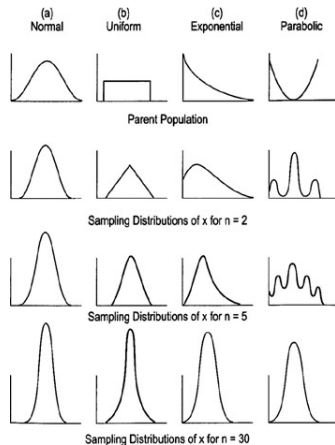 (a) (b) (c) (d)
Normal Uniform Exponential Parabolic
Parent Population
Sampling Distributions of x for n = 2
Sampling Distributions of x for n = 5
Sampling Distributions of x for n = 30